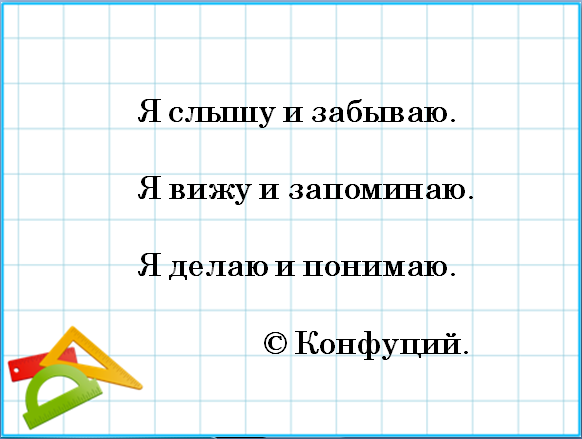 Я слышу и забываю.
Я вижу и запоминаю.
Я делаю и понимаю.
© Конфуций.